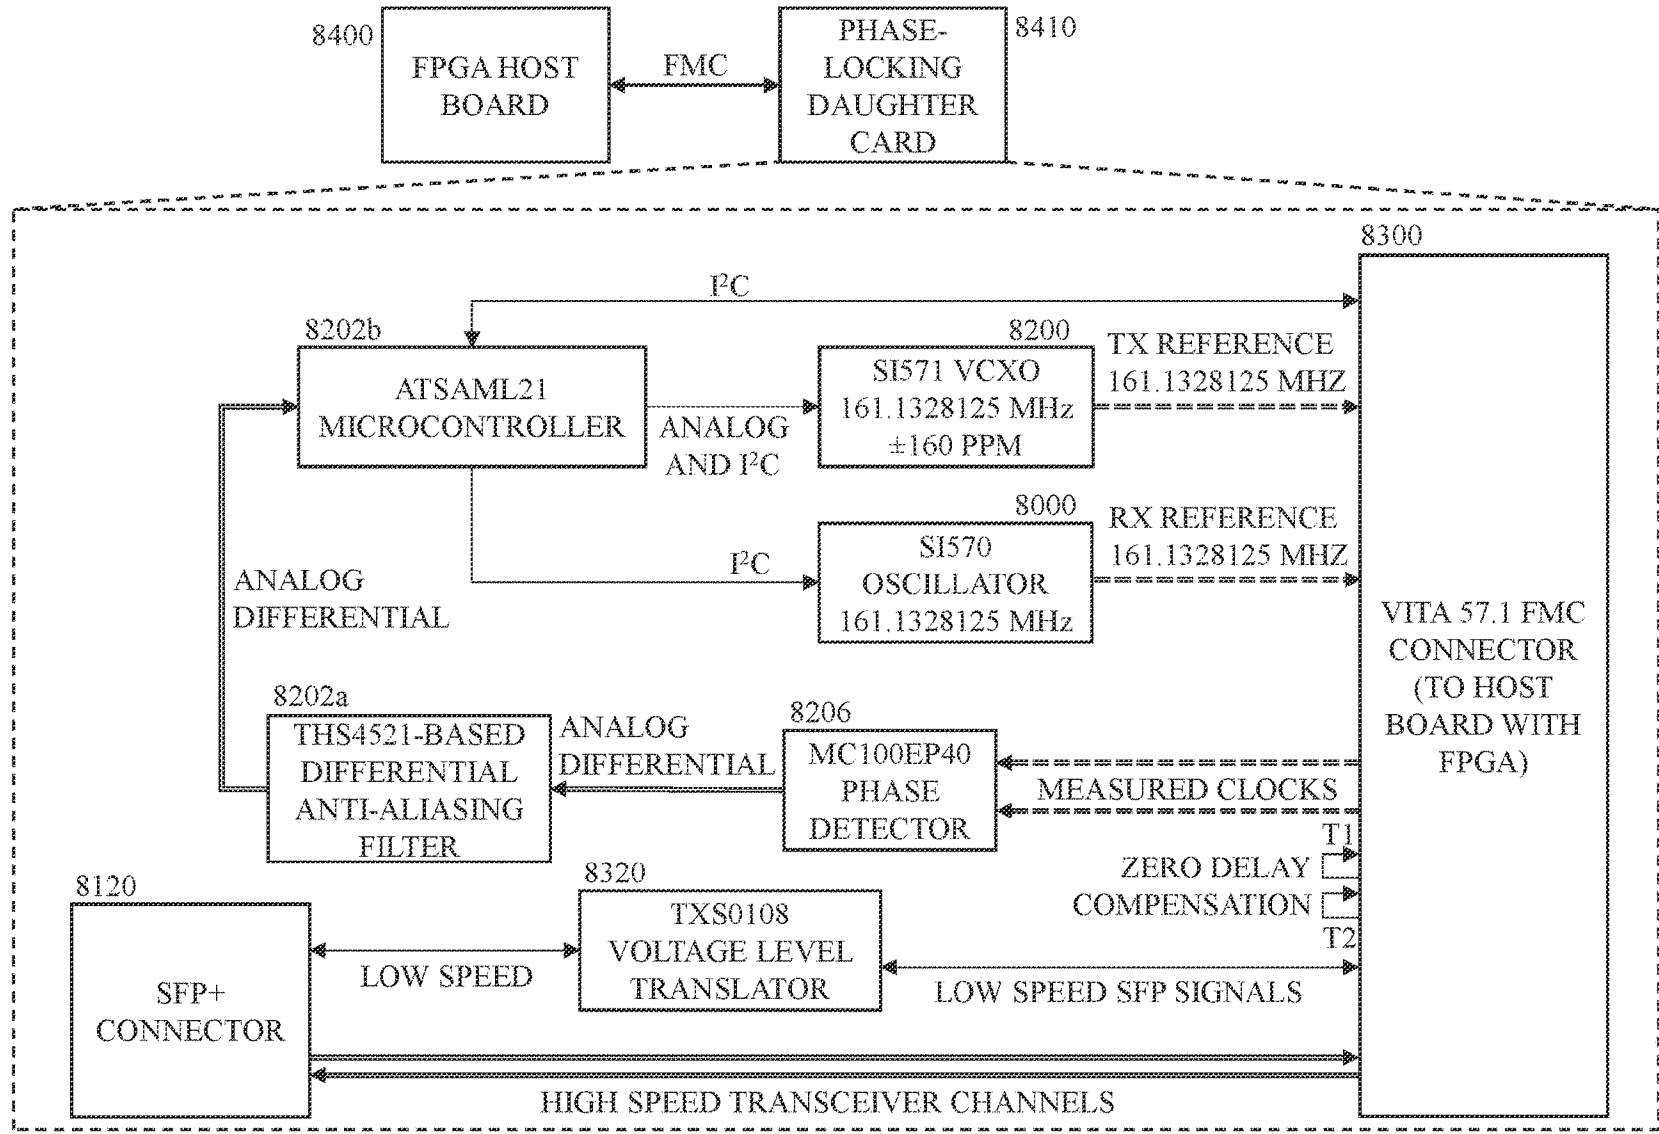 8400
FPGA HOST
BOARD
FMC
PHASE-
LOCKING
DAUGHTER
CARD
8410
8300
I²C
8202b
ATSAML21
MICROCONTROLLER
ANALOG
AND I²C
8200
SI571 VCXO
161.1328125 MHz
±160 PPM
TX REFERENCE
161.1328125 MHZ
8000
SI570
OSCILLATOR
161.1328125 MHz
I²C
RX REFERENCE
161.1328125 MHZ
ANALOG
DIFFERENTIAL
VITA 57.1 FMC
CONNECTOR
(TO HOST
BOARD WITH
FPGA)
8202a
THS4521-BASED
DIFFERENTIAL
ANTI-ALIASING
FILTER
ANALOG
DIFFERENTIAL
8206
MC100EP40
PHASE
DETECTOR
MEASURED CLOCKS
T1
ZERO DELAY
COMPENSATION
T2
8120
SFP+
CONNECTOR
LOW SPEED
8320
TXS0108
VOLTAGE LEVEL
TRANSLATOR
LOW SPEED SFP SIGNALS
HIGH SPEED TRANSCEIVER CHANNELS